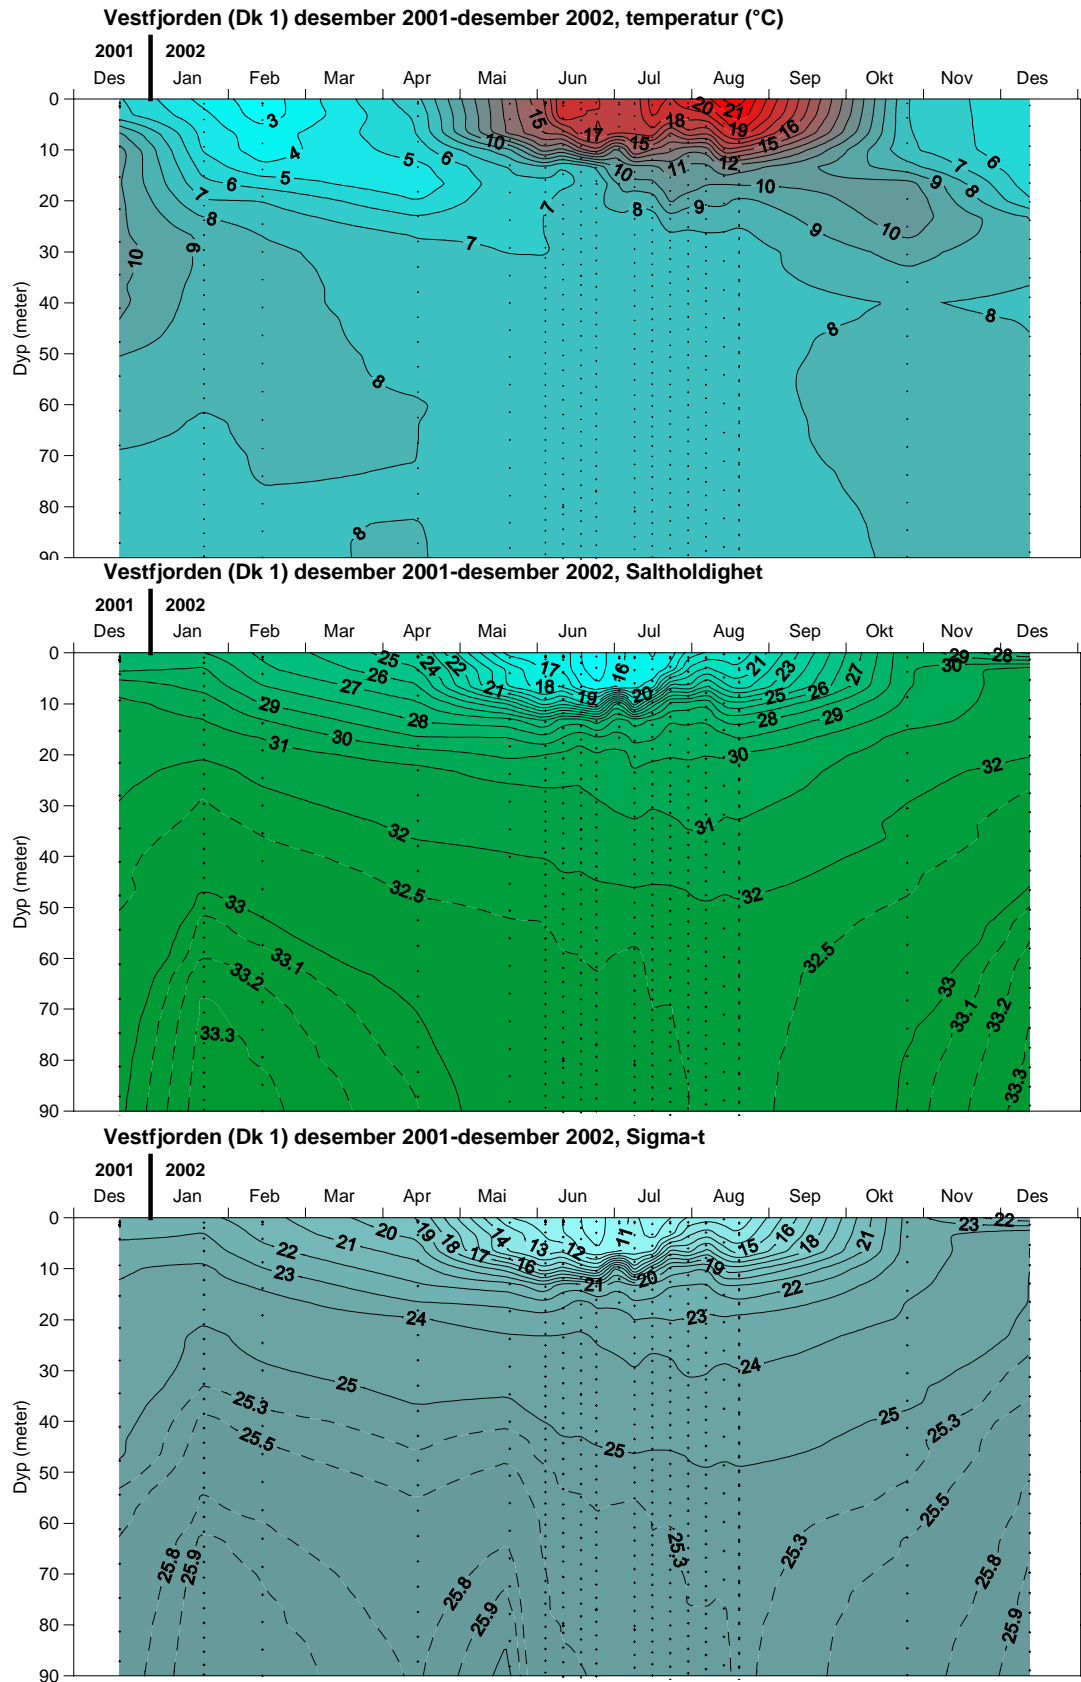 Vestfjorden (Dk 1) desember 2001-desember 2002, temperatur (°C)
2001 2002
Des Jan Feb Mar Apr Mai Jun Jul Aug Sep Okt Nov Des
0
10
20
30
40
50
60
70
80
90
Dyp (meter)
3 4 5 6 7 8 9 10
5 6 7 8 8
10 15 17 18 20 21 19 16 15 15 12 11 10
7 8 9 10 9 10 9 8 7 6 8 8
Vestfjorden (Dk 1) desember 2001-desember 2002, Saltholdighet
2001 2002
Des Jan Feb Mar Apr Mai Jun Jul Aug Sep Okt Nov Des
0
10
20
30
40
50
60
70
80
90
Dyp (meter)
25 24 22 26 27 21 18 17 19 16 20 21 23 25 26 27 28 29 29 28 30
29 28 30 31 30 32
32 31 32.5 32
33 33.1 33.2 33.3
32.5 33 33.1 33.2 33.3
Vestfjorden (Dk 1) desember 2001-desember 2002, Sigma-t
2001 2002
Des Jan Feb Mar Apr Mai Jun Jul Aug Sep Okt Nov Des
0
10
20
30
40
50
60
70
80
90
Dyp (meter)
20 19 18 17 14 13 12 11 16 21 20 19 15 16 18 21 23 22
21 22 23 22 24 23 24
25 25.3 25.5 25 25 25.3
25.8 25.9 25.8 25.9 25.3 25.3 25.5 25.8 25.9